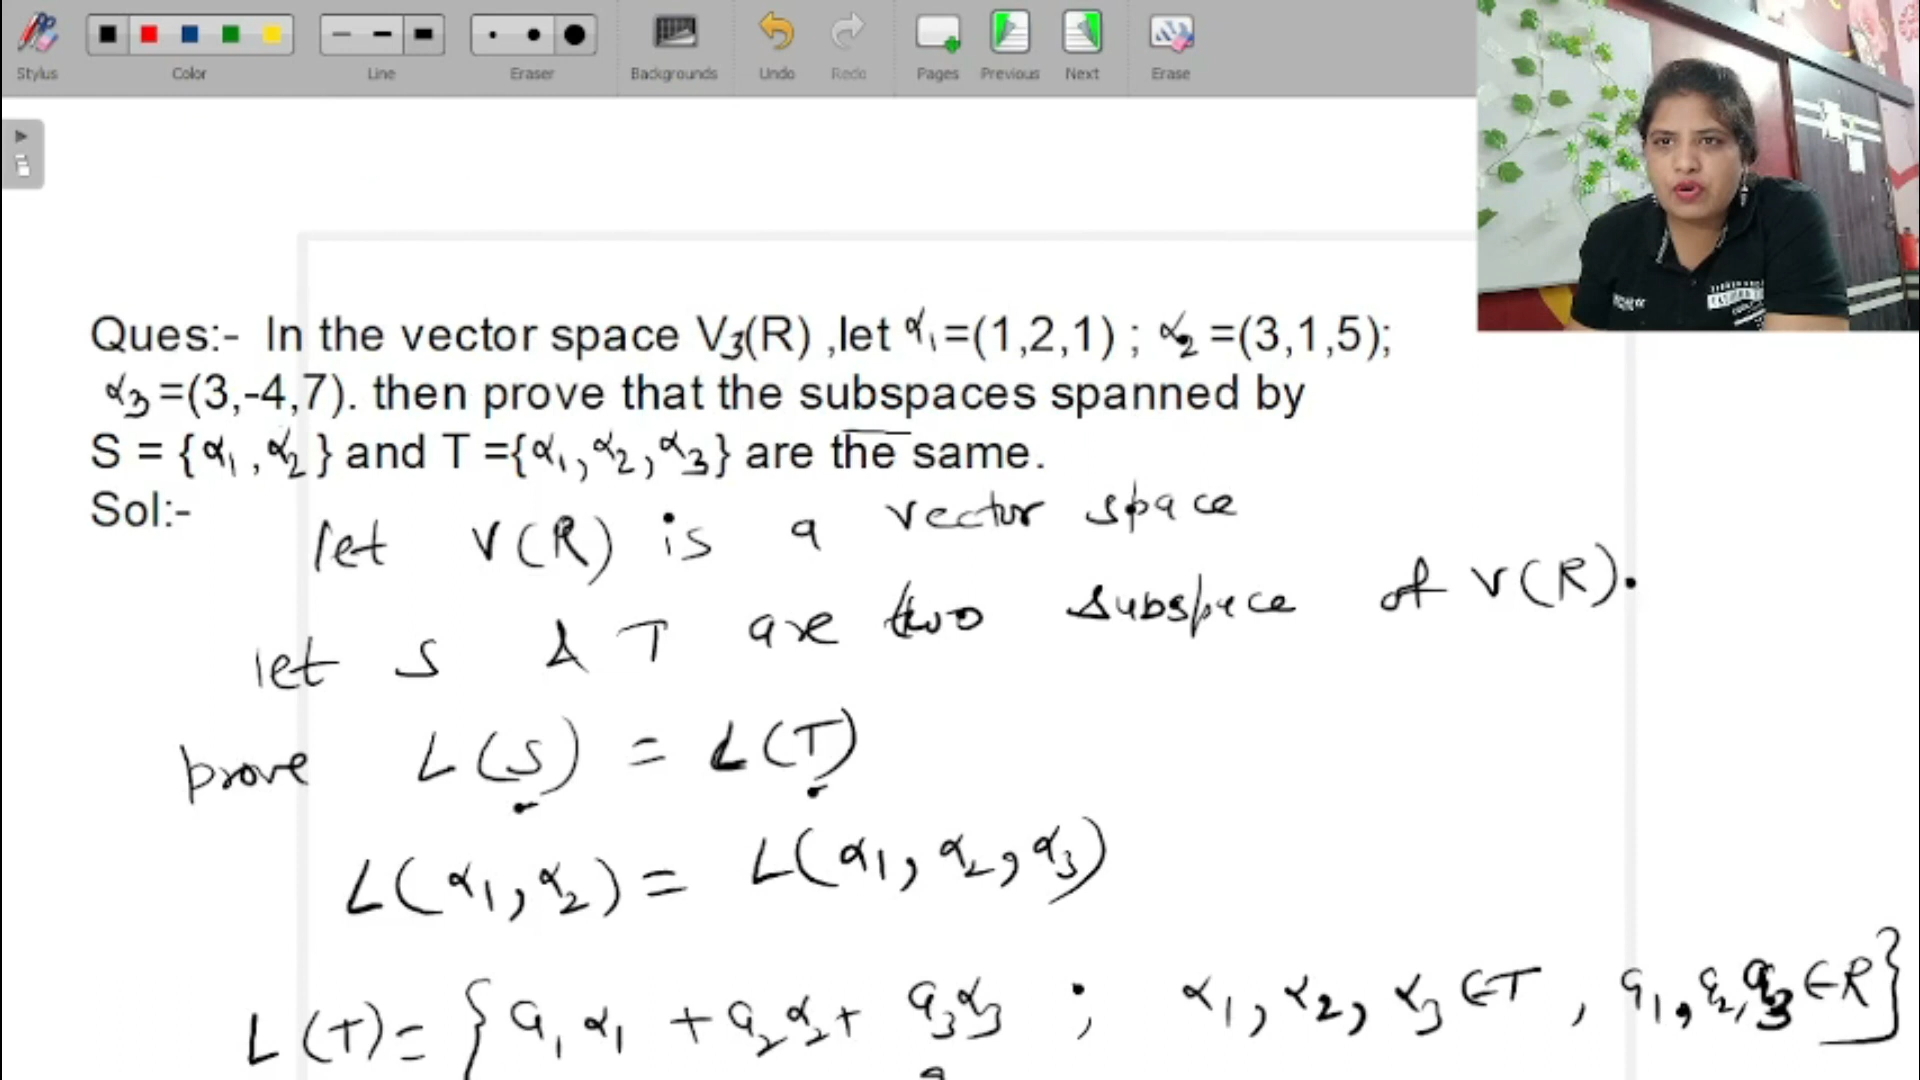 Stylus
Color
Line
Eraser
Backgrounds
Undo
Redo
Pages
Previous
Next
Erase
Ques:- In the vector space V3(R) ,let α1=(1,2,1) ; α2 =(3,1,5);
α3 =(3,-4,7). then prove that the subspaces spanned by
S = {α1 ,α2 } and T ={α1,α2,α3} are the same.
Sol:-
let V(R) is a vector space
let S & T are two subspace of V(R).
prove L(S) = L(T)
L(α1,α2) = L(α1,α2,α3)
L(T)= {a1α1 +a2α2+ a3α3 ; α1,α2,α3 ∈T , a1,a2,a3∈R}